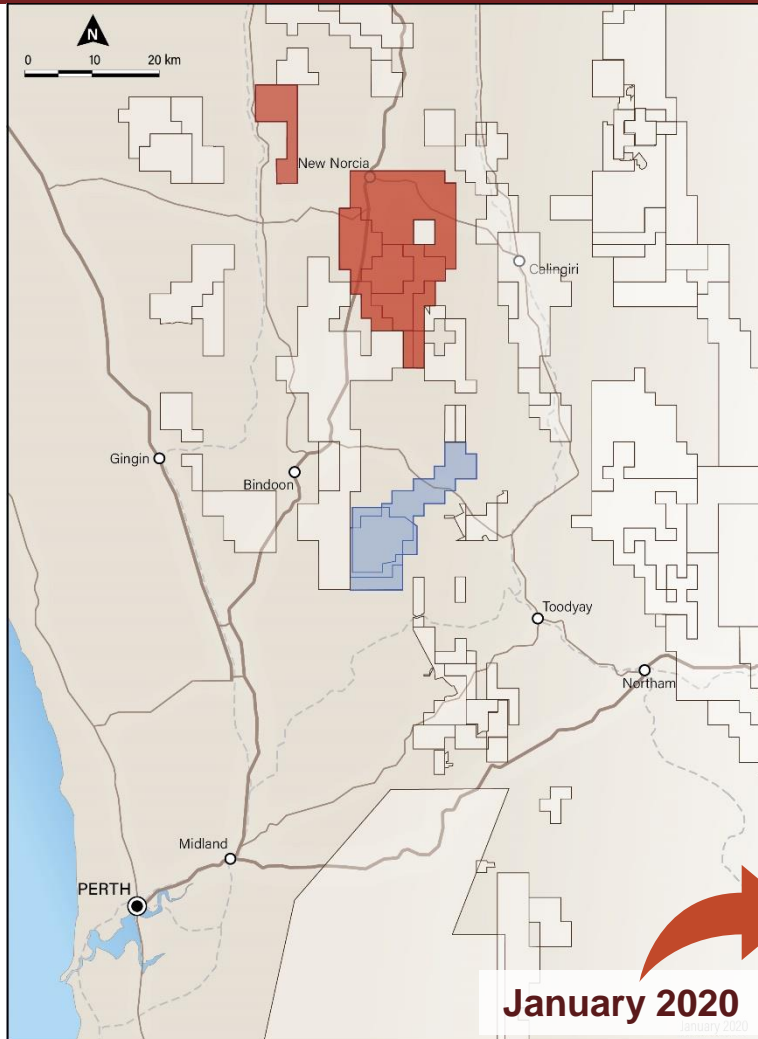 N
0 10 20 km
New Norcia
Calingiri
N
Gingin
Bindoon
Toodyay
Northam
Midland
PERTH
January 2020
January 2020